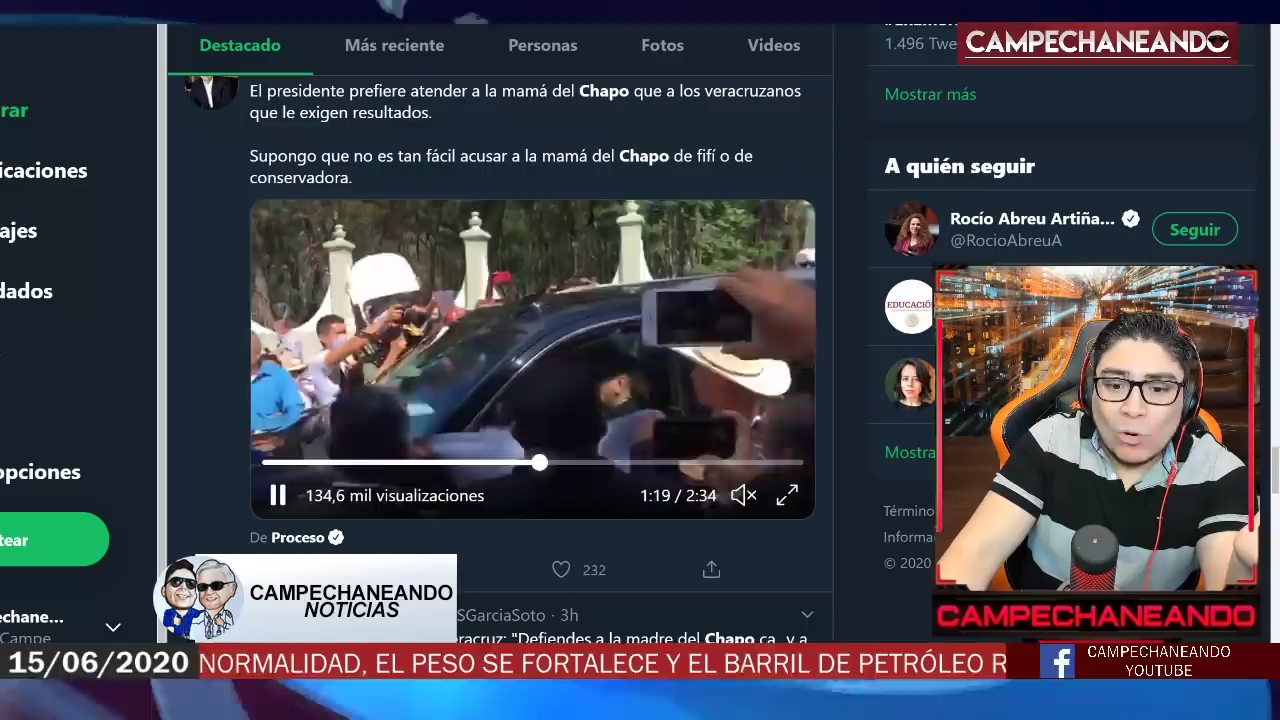 Destacado
Más reciente
Personas
Fotos
Videos
El presidente prefiere atender a la mamá del Chapo que a los veracruzanos
que le exigen resultados.
Supongo que no es tan fácil acusar a la mamá del Chapo de fifí o de
conservadora.
134,6 mil visualizaciones
1:19 / 2:34
De Proceso
232
SGarciaSoto · 3h
eracruz: "Defiendes a la madre del Chapo ca y a
rar
icaciones
ajes
dados
opciones
tear
echane...
Campe
1.496 Twe
CAMPECHANEANDO
Mostrar más
A quién seguir
Rocío Abreu Artiña...
@RocioAbreuA
Seguir
EDUCACIÓ
Mostra
Término
Informa
© 2020
CAMPECHANEANDO
CAMPECHANEANDO
NOTICIAS
15/06/2020
NORMALIDAD, EL PESO SE FORTALECE Y EL BARRIL DE PETRÓLEO R
CAMPECHANEANDO
YOUTUBE